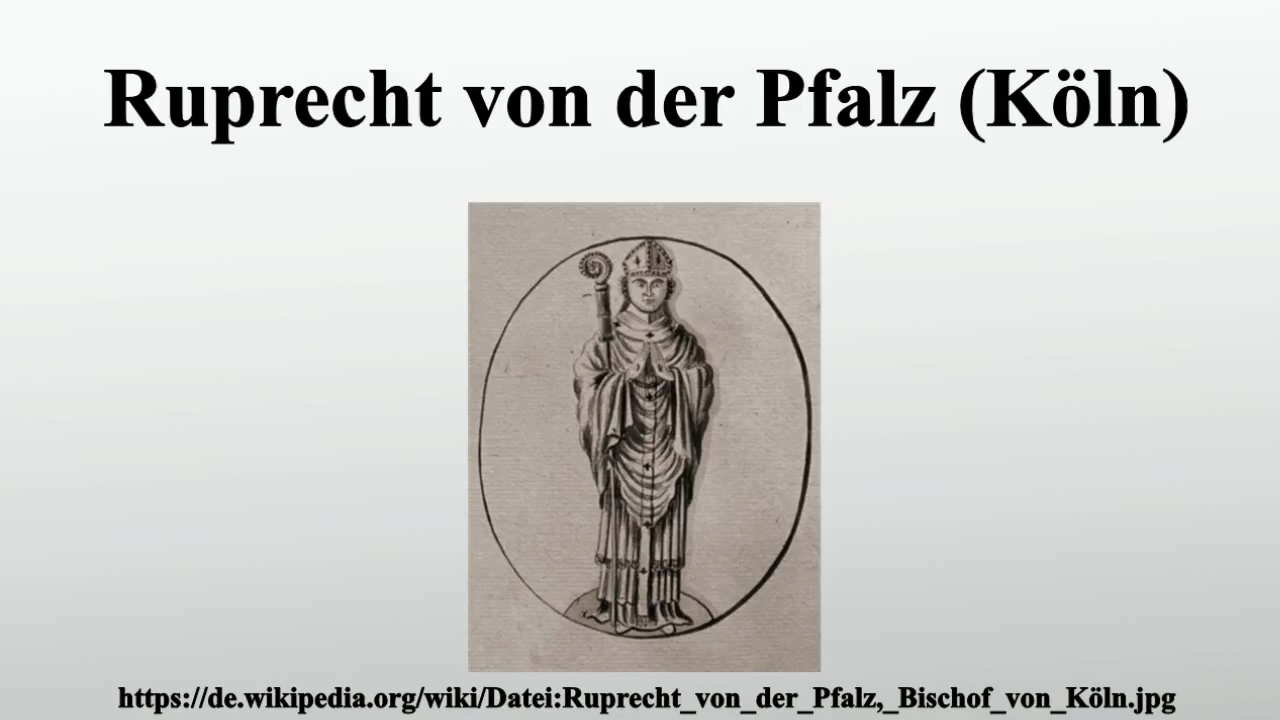 Ruprecht von der Pfalz (Köln)
https://de.wikipedia.org/wiki/Datei:Ruprecht_von_der_Pfalz,_Bischof_von_Köln.jpg